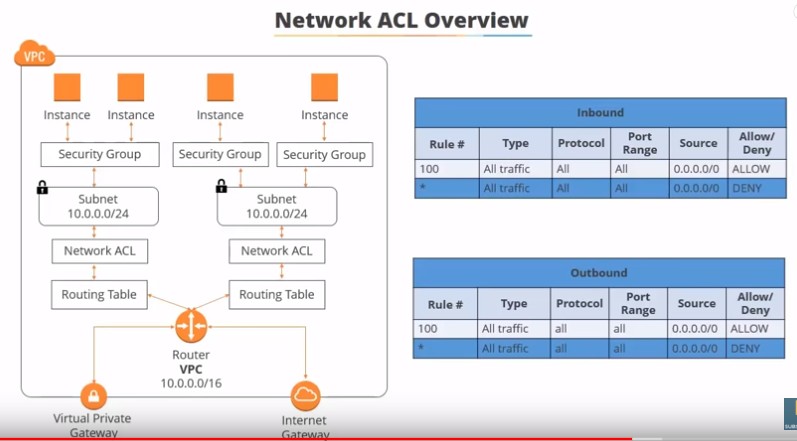 Network ACL Overview
VPC
Instance Instance Instance Instance
Security Group Security Group Security Group
Subnet
10.0.0.0/24
Subnet
10.0.0.0/24
Network ACL Network ACL
Routing Table Routing Table
Router
VPC
10.0.0.0/16
Virtual Private
Gateway
Internet
Gateway
Inbound
Rule # Type Protocol Port Range Source Allow/Deny
100 All traffic All All 0.0.0.0/0 ALLOW
* All traffic All All 0.0.0.0/0 DENY
Outbound
Rule # Type Protocol Port Range Source Allow/Deny
100 All traffic all all 0.0.0.0/0 ALLOW
* All traffic all all 0.0.0.0/0 DENY